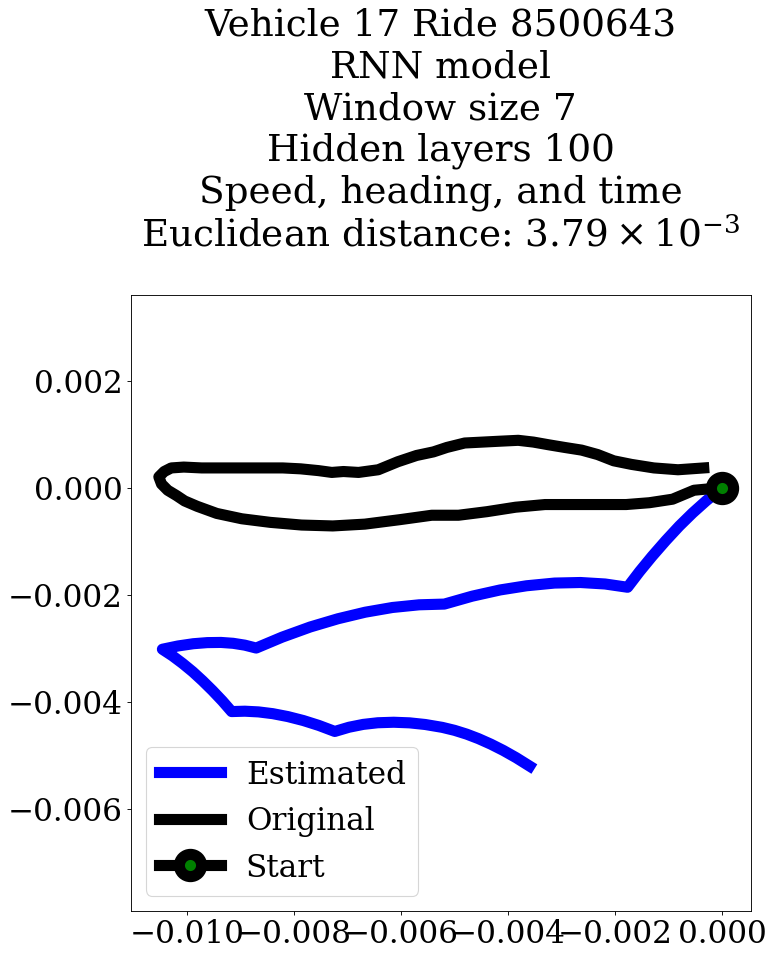 Vehicle 17 Ride 8500643
RNN model
Window size 7
Hidden layers 100
Speed, heading, and time
Euclidean distance: 3.79 × 10⁻³
0.002
0.000
−0.002
−0.004
−0.006
Estimated
Original
Start
−0.010 −0.008 −0.006 −0.004 −0.002 0.000